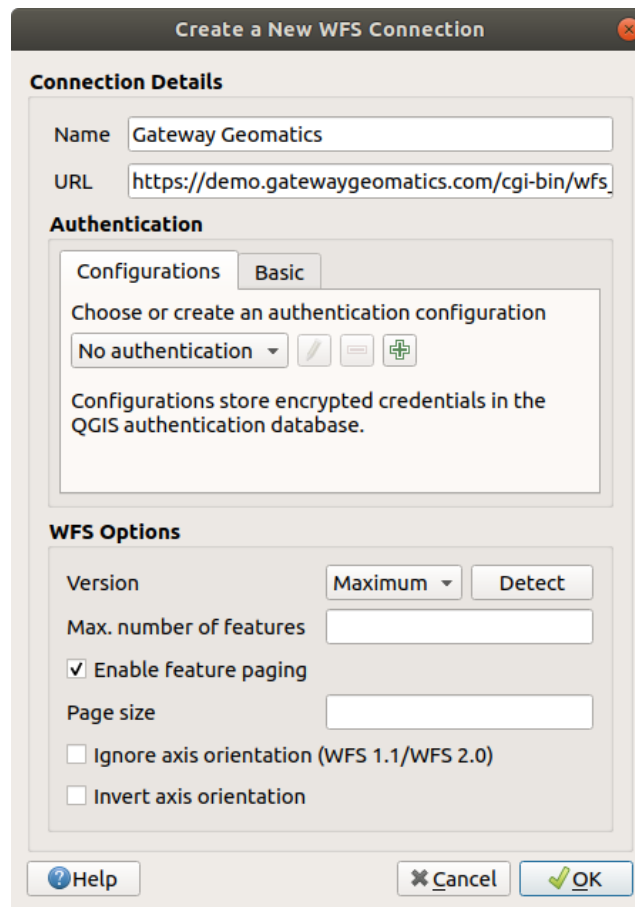 Create a New WFS Connection
Connection Details
Name Gateway Geomatics
URL https://demo.gatewaygeomatics.com/cgi-bin/wfs_
Authentication
Configurations Basic
Choose or create an authentication configuration
No authentication
Configurations store encrypted credentials in the
QGIS authentication database.
WFS Options
Version Maximum Detect
Max. number of features
Enable feature paging
Page size
Ignore axis orientation (WFS 1.1/WFS 2.0)
Invert axis orientation
Help Cancel OK